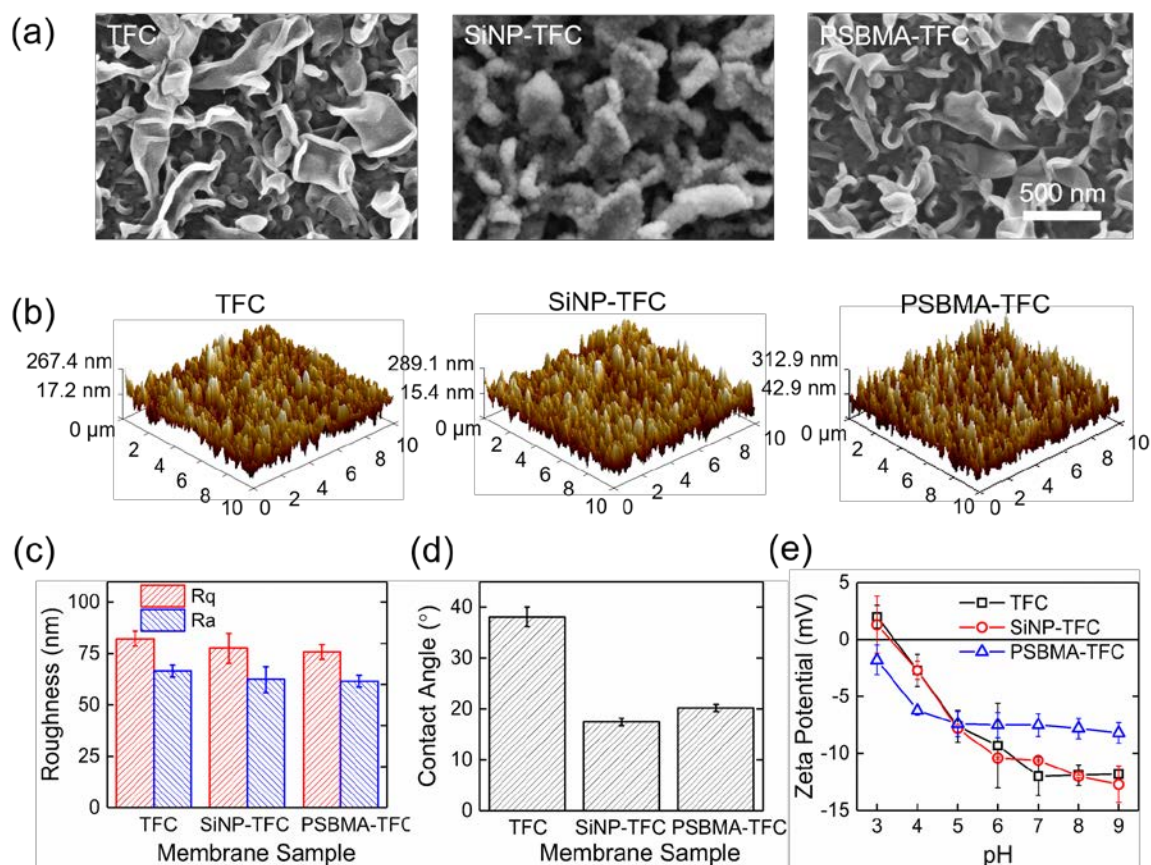 (a)
TFC
SiNP-TFC
PSBMA-TFC
500 nm
(b)
TFC
SiNP-TFC
PSBMA-TFC
267.4 nm
17.2 nm
0 µm
2
4
6
8
10
0
2
4
6
8
10
289.1 nm
15.4 nm
0 µm
2
4
6
8
10
0
2
4
6
8
10
312.9 nm
42.9 nm
0 µm
2
4
6
8
10
0
2
4
6
8
10
(c)
Roughness (nm)
100
75
50
25
0
Rq
Ra
TFC SiNP-TFC PSBMA-TFC
Membrane Sample
(d)
Contact Angle (°)
40
30
20
10
0
TFC SiNP-TFC PSBMA-TFC
Membrane Sample
(e)
Zeta Potential (mV)
5
0
-5
-10
-15
TFC
SiNP-TFC
PSBMA-TFC
3 4 5 6 7 8 9
pH